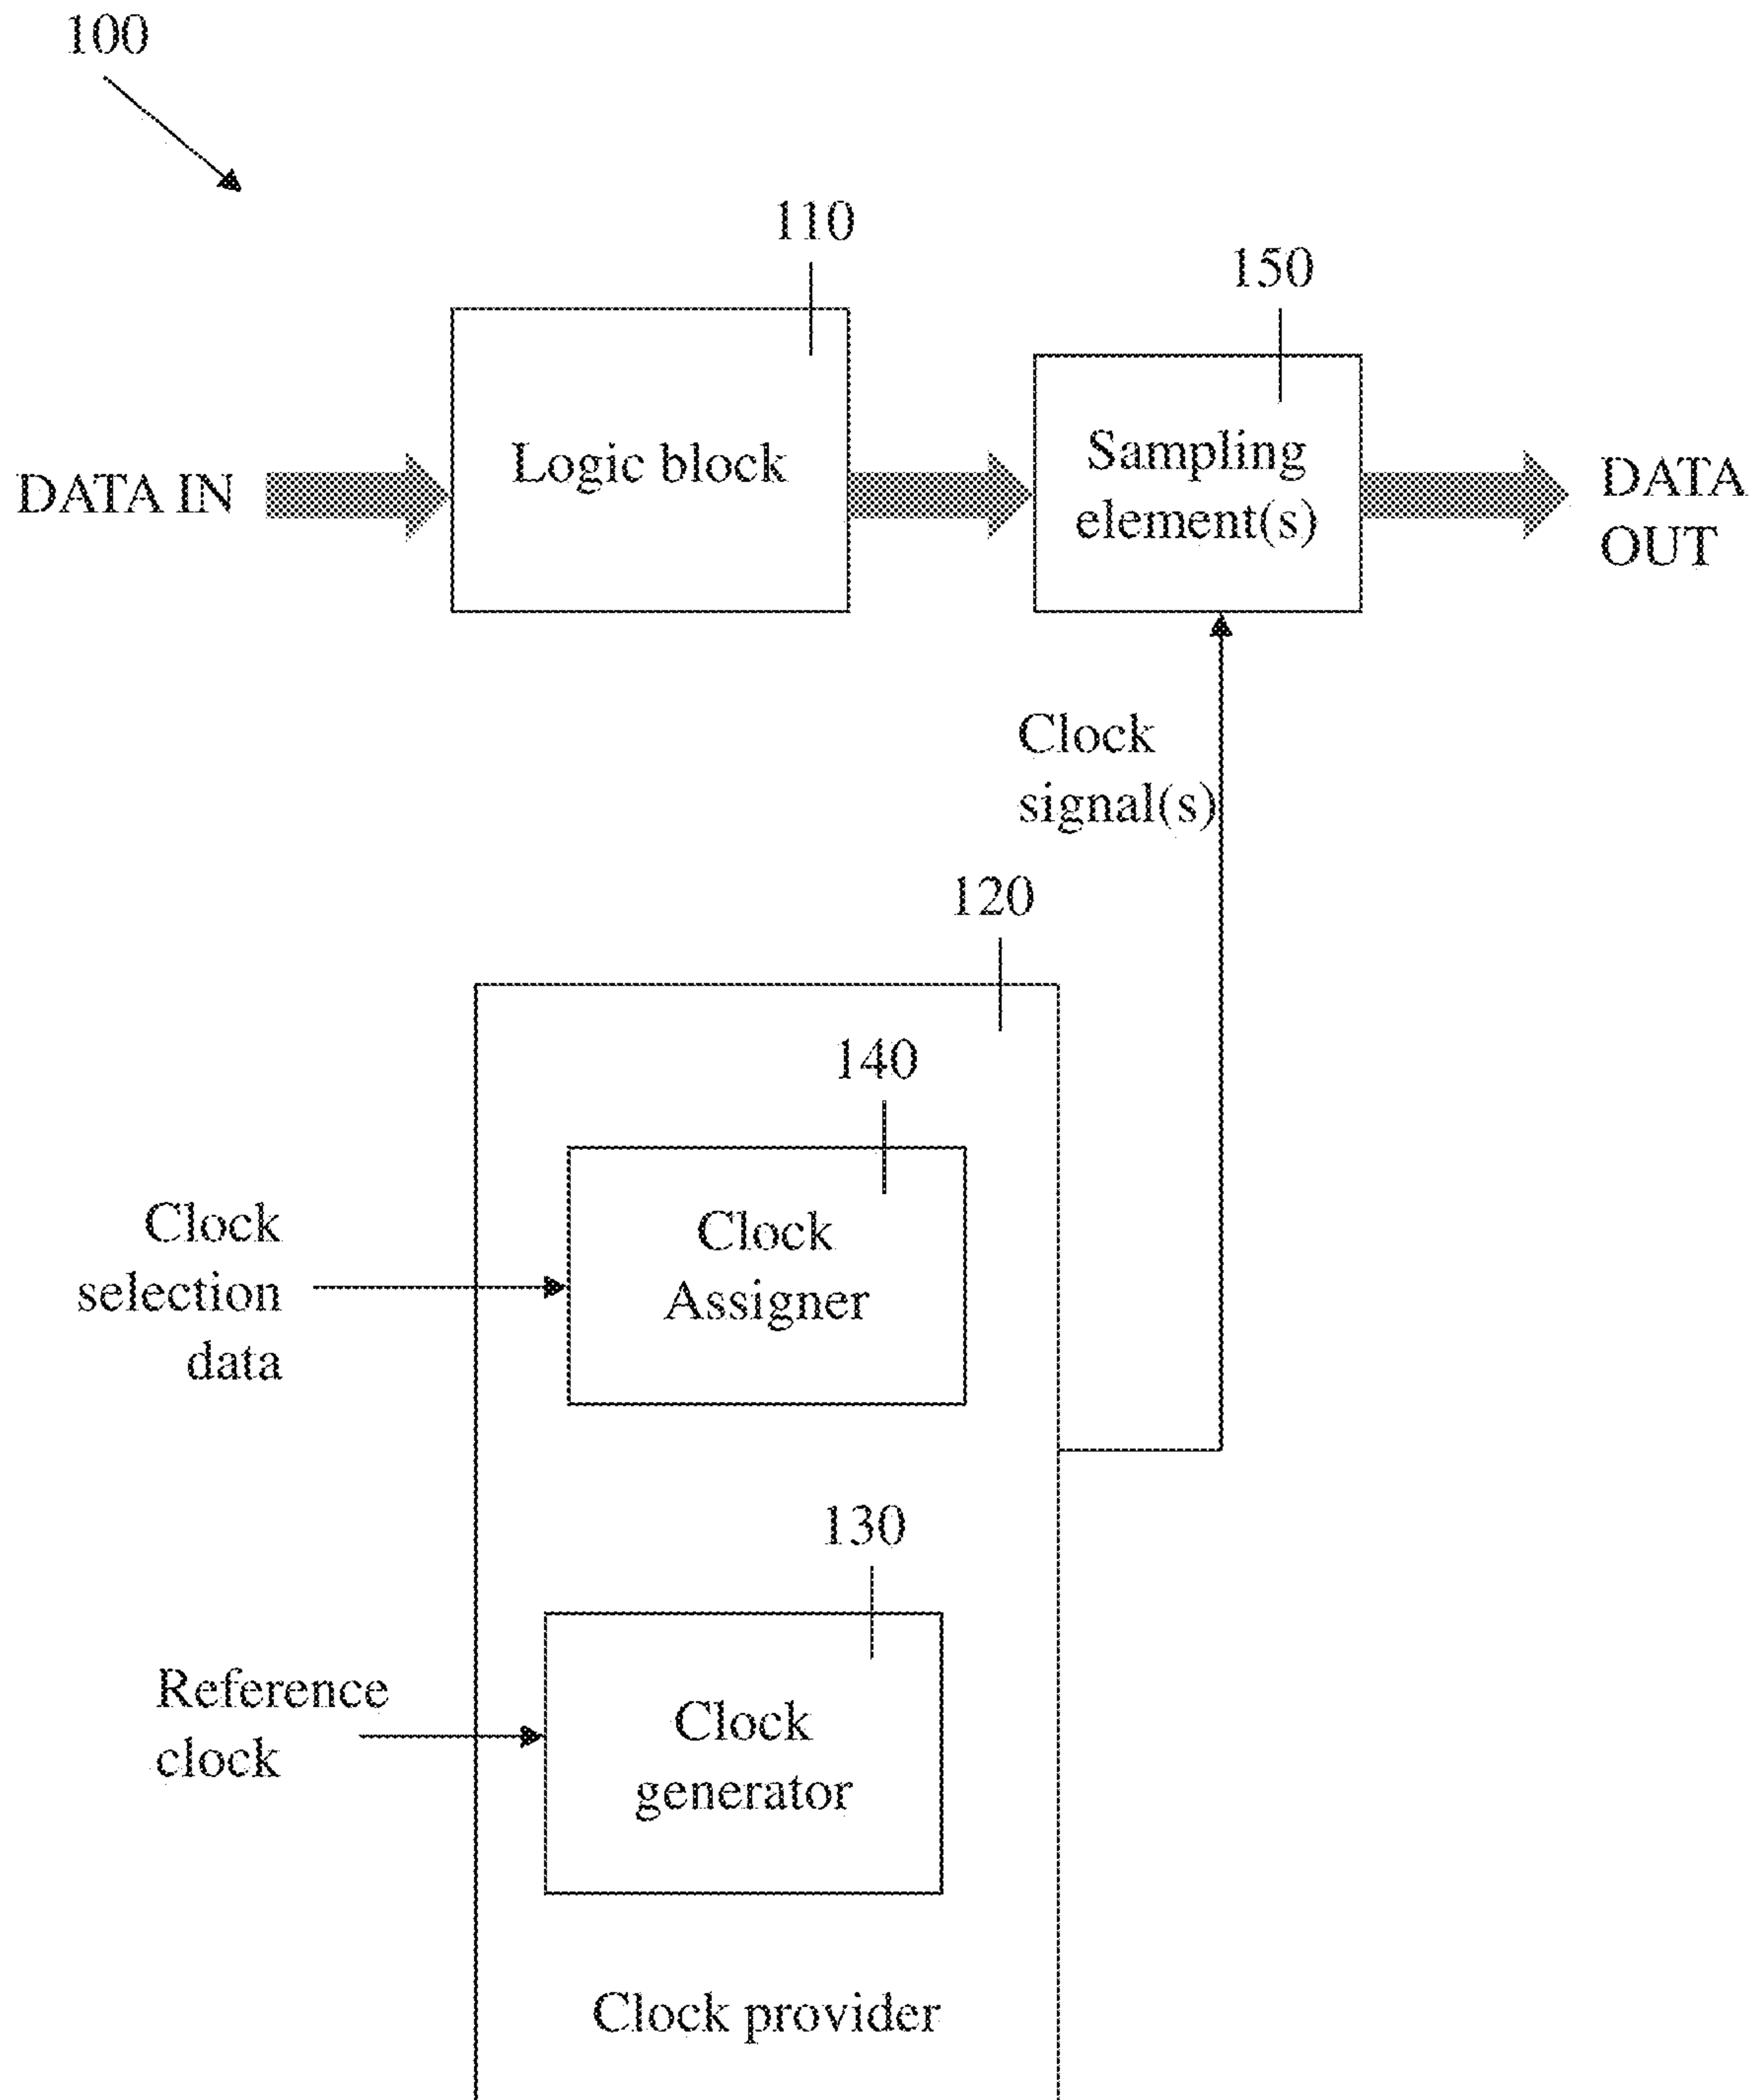 100
110
150
Logic block
Sampling
element(s)
DATA IN
DATA
OUT
Clock
signal(s)
120
140
Clock
selection
data
Clock
Assigner
130
Reference
clock
Clock
generator
Clock provider